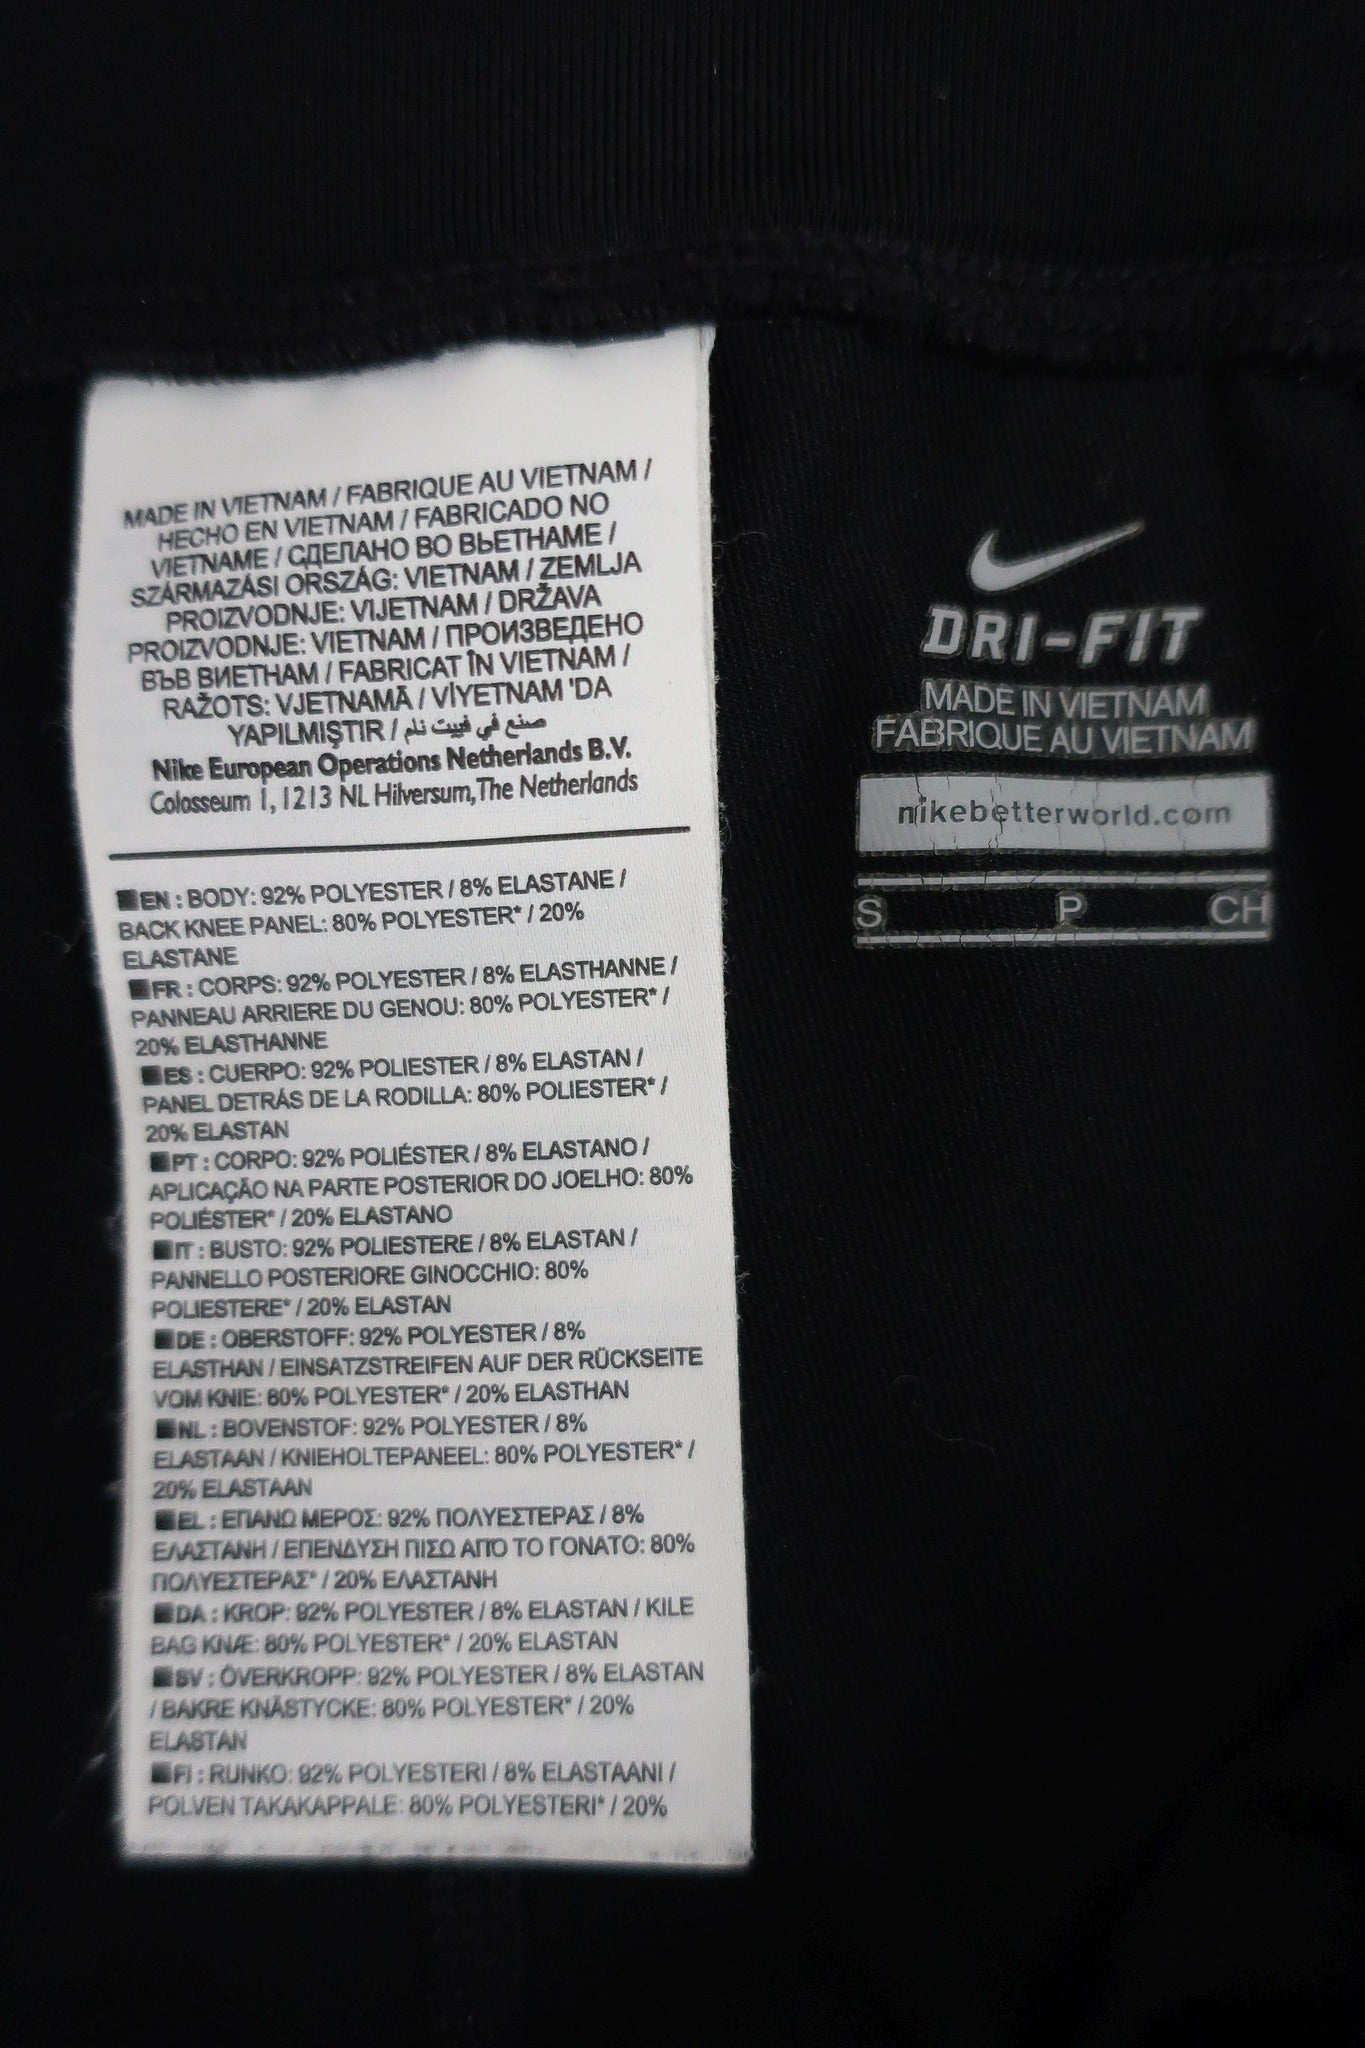 MADE IN VIETNAM / FABRIQUE AU VIETNAM /
HECHO EN VIETNAM / FABRICADO NO
VIETNAME / СДЕЛАНО ВО ВЬЕТНАМЕ /
SZÁRMAZÁSI ORSZÁG: VIETNAM / ZEMLJA
PROIZVODNJE: VIJETNAM / DRŽAVA
PROIZVODNJE: VIETNAM / ПРОИЗВЕДЕНО
ВЪВ ВИЕТНАМ / FABRICAT ÎN VIETNAM /
RAŽOTS: VJETNAMĀ / VİYETNAM 'DA
YAPILMIŞTIR / صنع في فييت نام
Nike European Operations Netherlands B.V.
Colosseum 1, 1213 NL Hilversum, The Netherlands
EN : BODY: 92% POLYESTER / 8% ELASTANE /
BACK KNEE PANEL: 80% POLYESTER* / 20%
ELASTANE
FR : CORPS: 92% POLYESTER / 8% ELASTHANNE /
PANNEAU ARRIERE DU GENOU: 80% POLYESTER* /
20% ELASTHANNE
ES : CUERPO: 92% POLIESTER / 8% ELASTAN /
PANEL DETRÁS DE LA RODILLA: 80% POLIESTER* /
20% ELASTAN
PT : CORPO: 92% POLIÉSTER / 8% ELASTANO /
APLICAÇÃO NA PARTE POSTERIOR DO JOELHO: 80%
POLIÉSTER* / 20% ELASTANO
IT : BUSTO: 92% POLIESTERE / 8% ELASTAN /
PANNELLO POSTERIORE GINOCCHIO: 80%
POLIESTERE* / 20% ELASTAN
DE : OBERSTOFF: 92% POLYESTER / 8%
ELASTHAN / EINSATZSTREIFEN AUF DER RÜCKSEITE
VOM KNIE: 80% POLYESTER* / 20% ELASTHAN
NL : BOVENSTOF: 92% POLYESTER / 8%
ELASTAAN / KNIEHOLTEPANEEL: 80% POLYESTER* /
20% ELASTAAN
EL : ΕΠΑΝΩ ΜΕΡΟΣ: 92% ΠΟΛΥΕΣΤΕΡΑΣ / 8%
ΕΛΑΣΤΑΝΗ / ΕΠΕΝΔΥΣΗ ΠΙΣΩ ΑΠΌ ΤΟ ΓΟΝΑΤΟ: 80%
ΠΟΛΥΕΣΤΕΡΑΣ* / 20% ΕΛΑΣΤΑΝΗ
DA : KROP: 92% POLYESTER / 8% ELASTAN / KILE
BAG KNÆ: 80% POLYESTER* / 20% ELASTAN
SV : ÖVERKROPP: 92% POLYESTER / 8% ELASTAN
/ BAKRE KNÄSTYCKE: 80% POLYESTER* / 20%
ELASTAN
FI : RUNKO: 92% POLYESTERI / 8% ELASTAANI /
POLVEN TAKAKAPPALE: 80% POLYESTERI* / 20%
DRI-FIT
MADE IN VIETNAM
FABRIQUE AU VIETNAM
nikebetterworld.com
S P CH